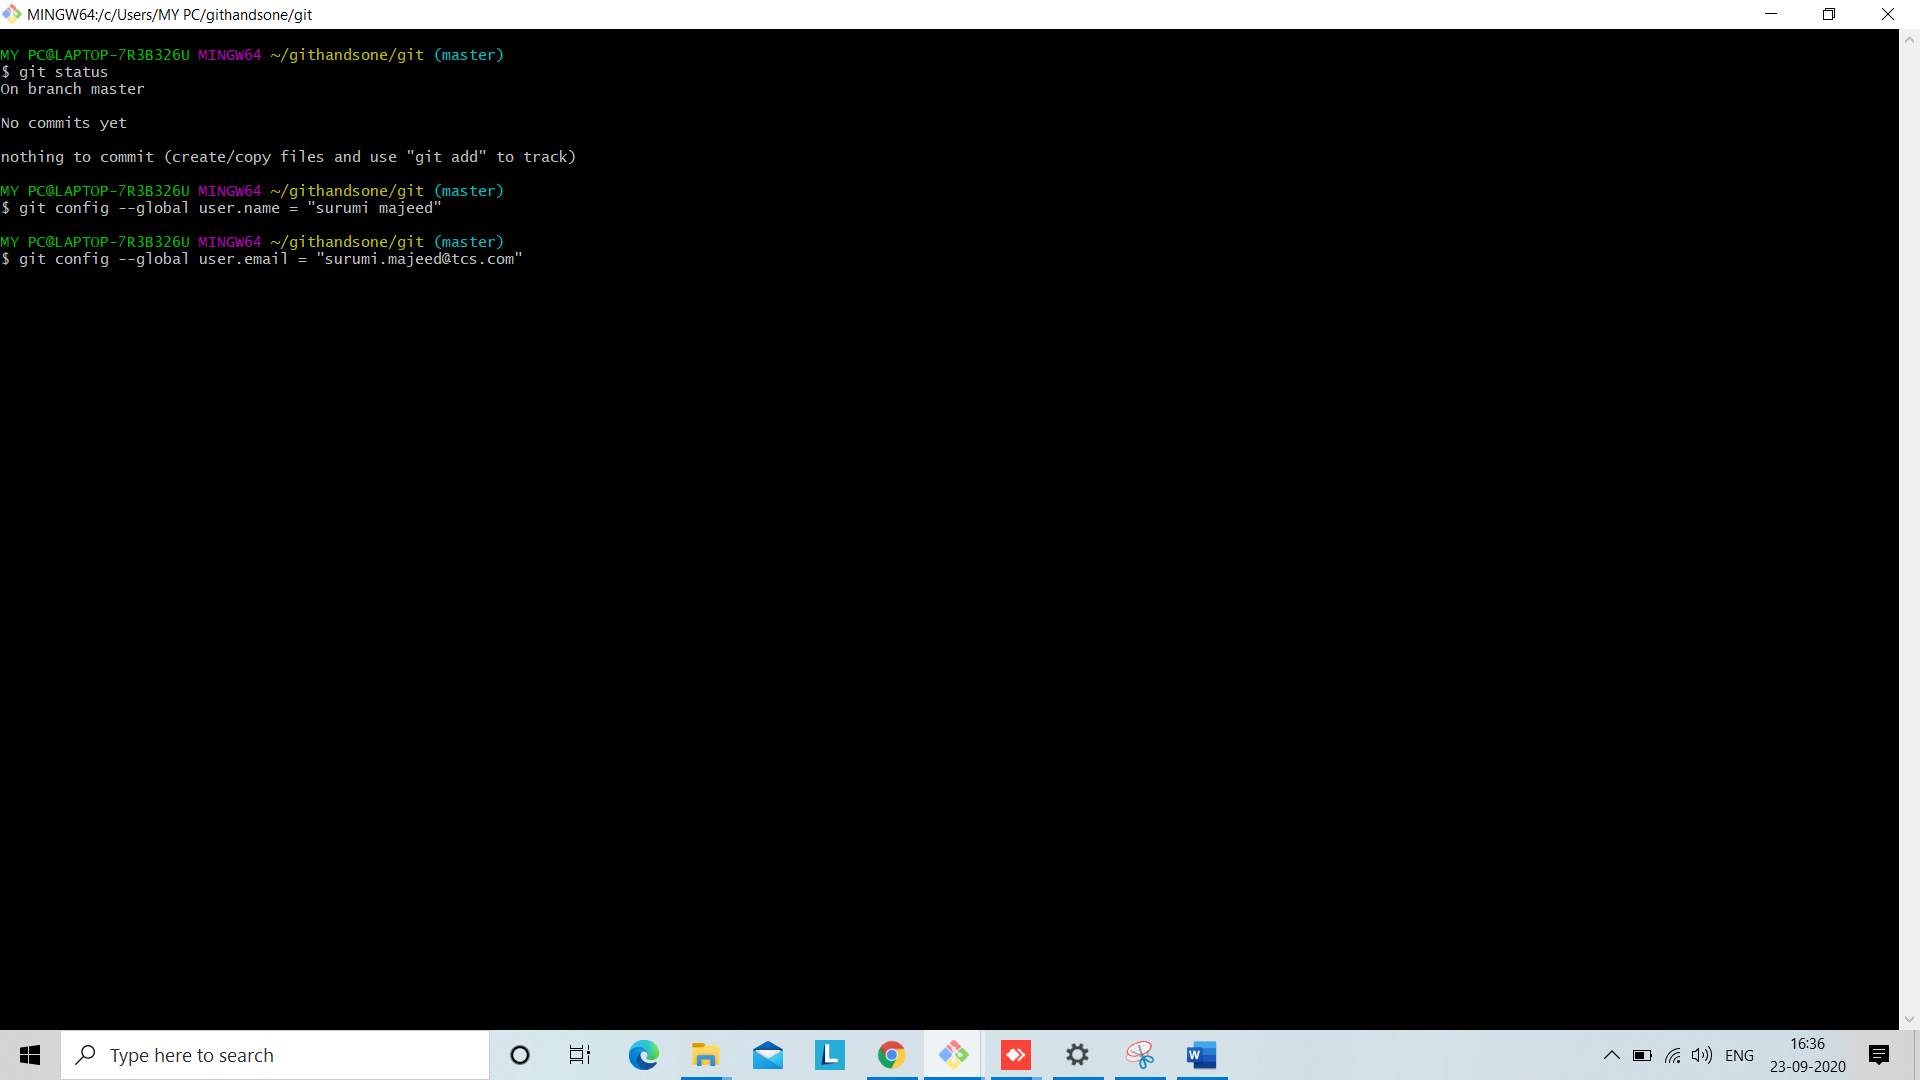 MINGW64:/c/Users/MY PC/githandsone/git
MY PC@LAPTOP-7R3B326U MINGW64 ~/githandsone/git (master)
$ git status
On branch master
No commits yet
nothing to commit (create/copy files and use "git add" to track)
MY PC@LAPTOP-7R3B326U MINGW64 ~/githandsone/git (master)
$ git config --global user.name = "surumi majeed"
MY PC@LAPTOP-7R3B326U MINGW64 ~/githandsone/git (master)
$ git config --global user.email = "surumi.majeed@tcs.com"
Type here to search
L
W
ENG
16:36
23-09-2020